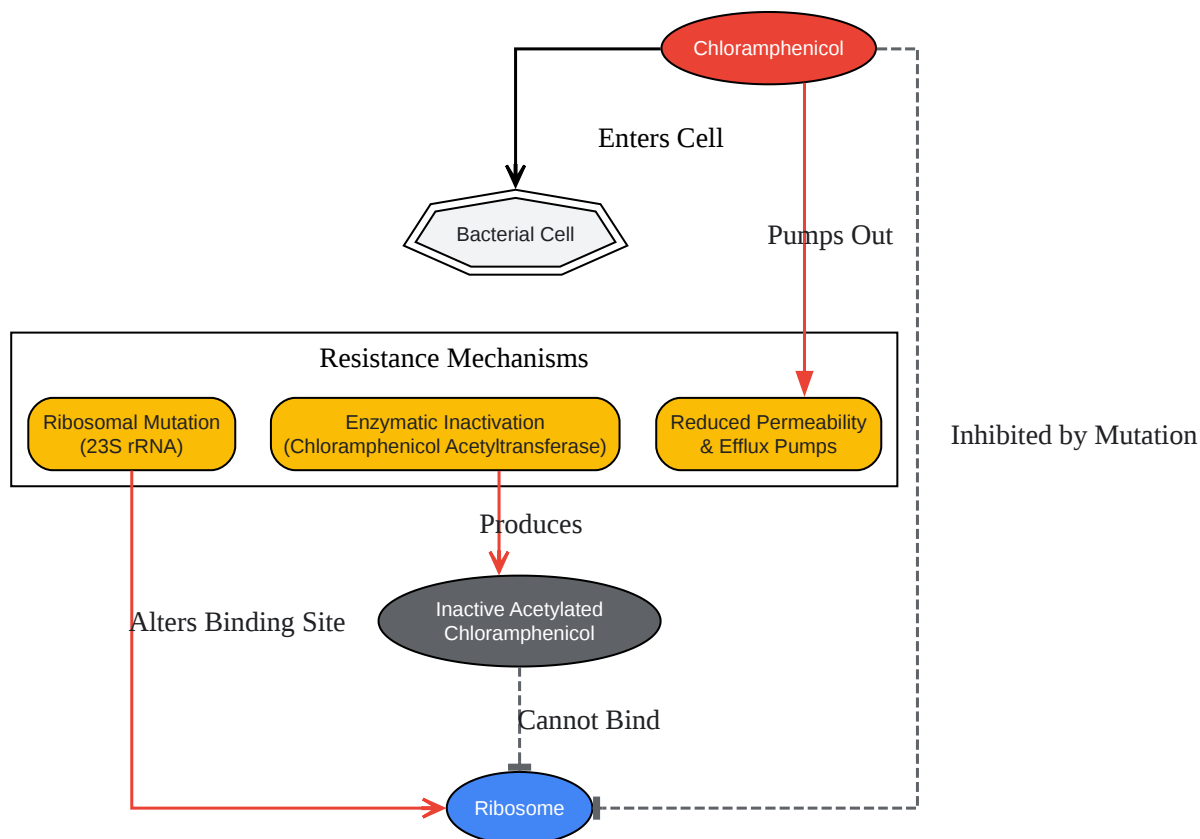 Chloramphenicol
Enters Cell
Bacterial Cell
Pumps Out
Resistance Mechanisms
Ribosomal Mutation
(23S rRNA)
Enzymatic Inactivation
(Chloramphenicol Acetyltransferase)
Reduced Permeability
& Efflux Pumps
Inhibited by Mutation
Produces
Inactive Acetylated
Chloramphenicol
Alters Binding Site
Cannot Bind
Ribosome